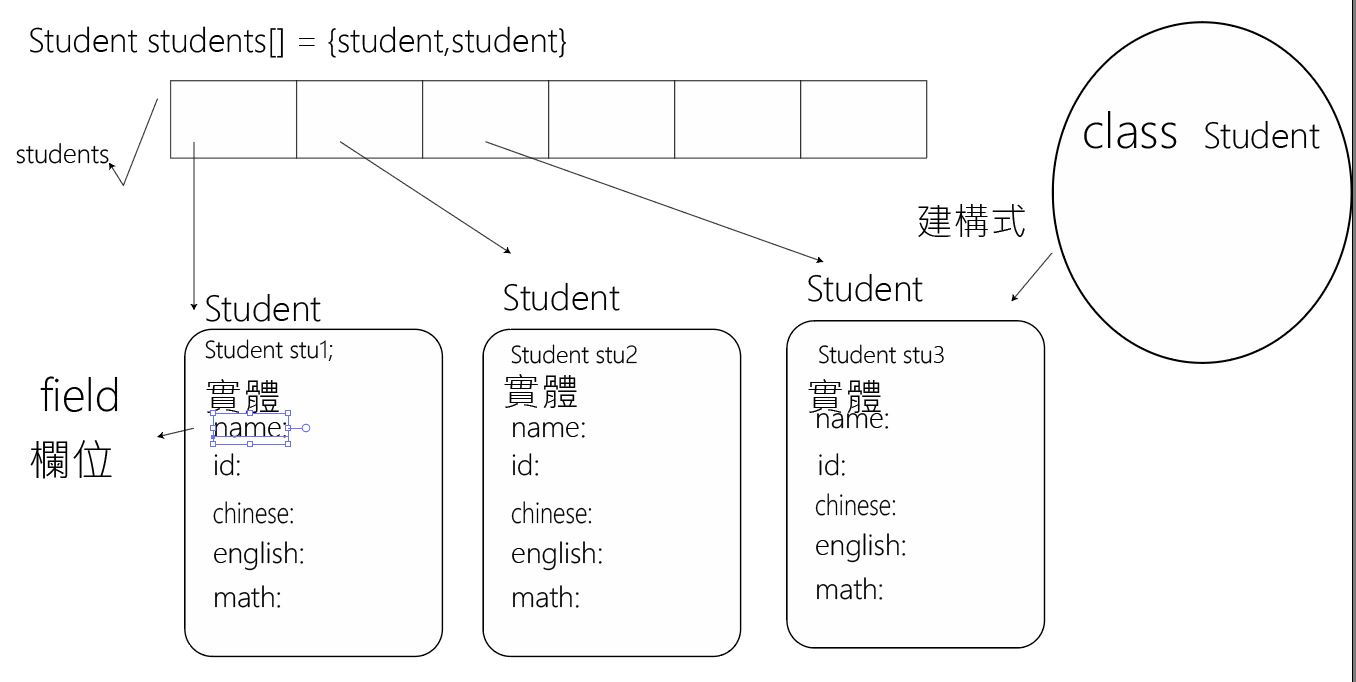 Student students[] = {student,student}
class Student
students
建構式
Student
Student
Student
Student stu1;
Student stu2
Student stu3
field
欄位
實體
實體
實體
name:
name:
name:
id:
id:
id:
chinese:
chinese:
chinese:
english:
english:
english:
math:
math:
math: